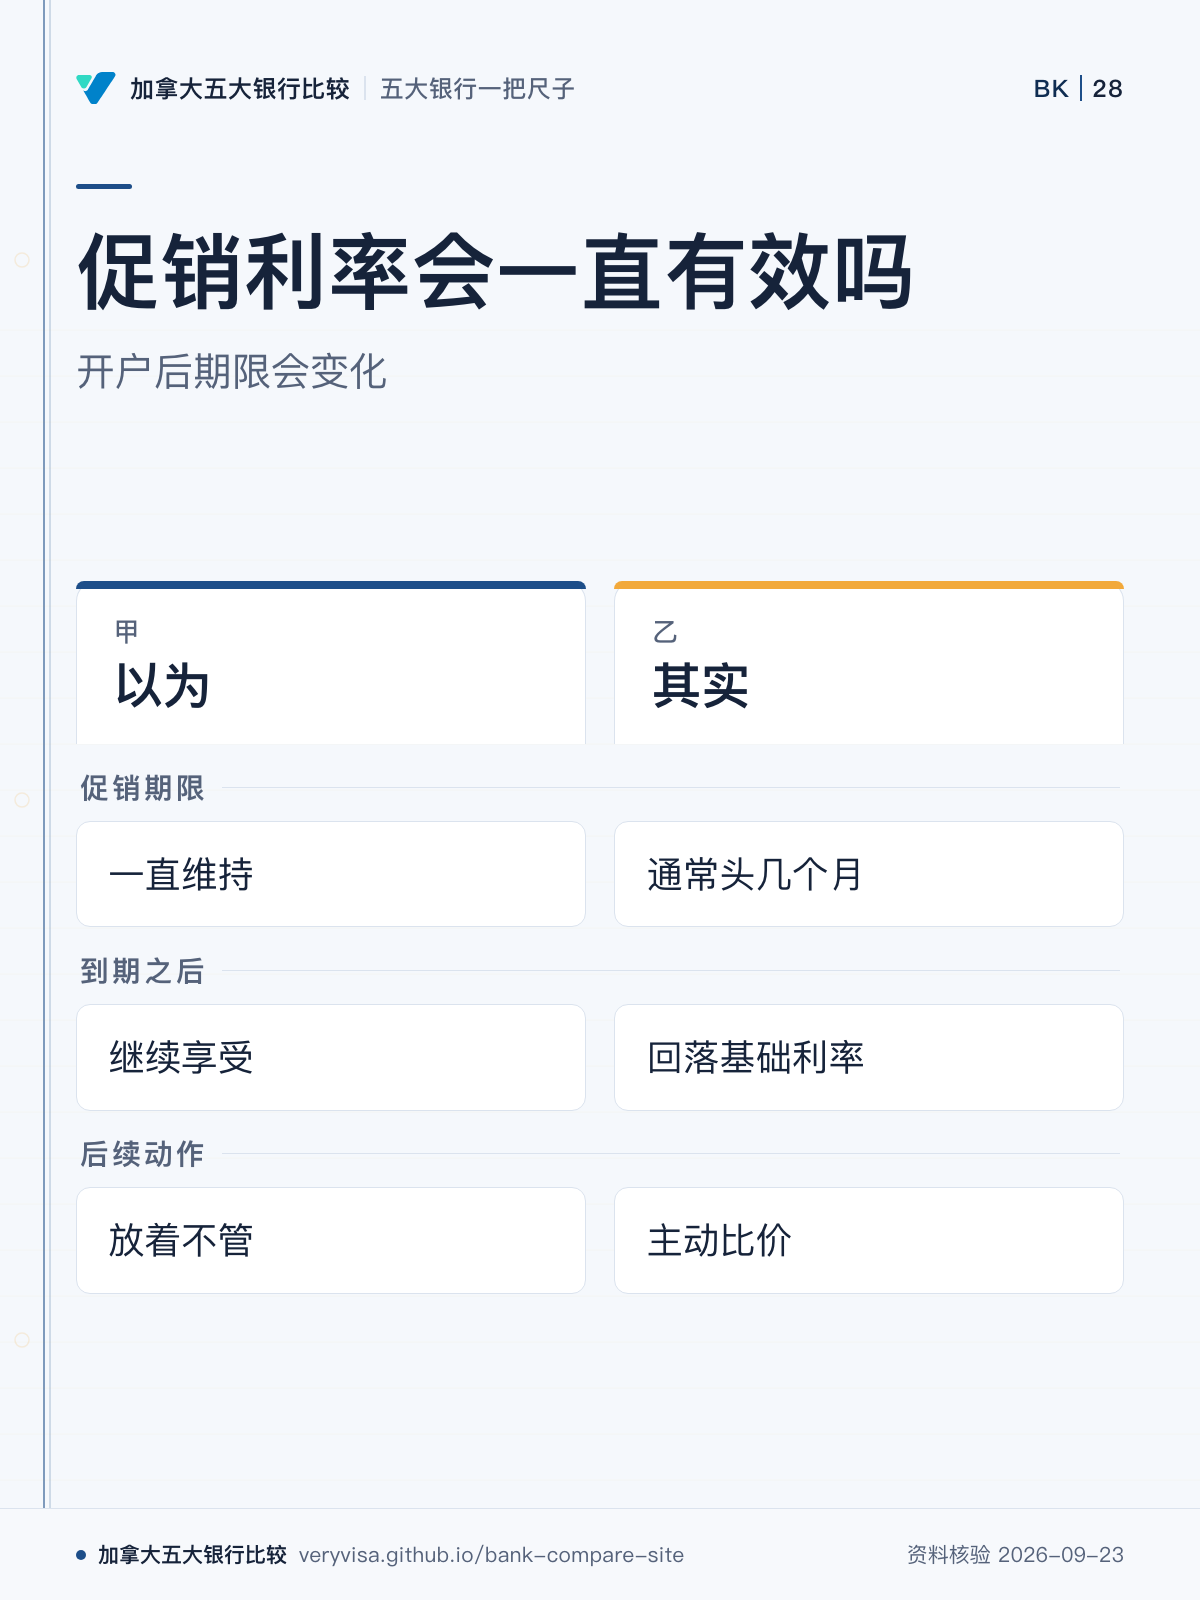 加拿大五大银行比较 五大银行一把尺子 BK 28
促销利率会一直有效吗
开户后期限会变化
甲 乙
以为 其实
促销期限
一直维持 通常头几个月
到期之后
继续享受 回落基础利率
后续动作
放着不管 主动比价
加拿大五大银行比较 veryvisa.github.io/bank-compare-site 资料核验 2026-09-23